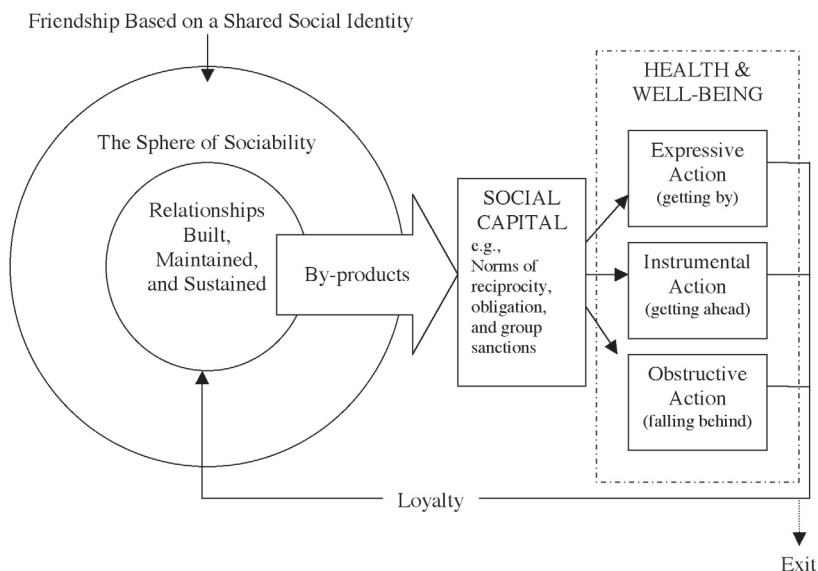 Friendship Based on a Shared Social Identity
The Sphere of Sociability
Relationships
Built,
Maintained,
and Sustained
By-products
SOCIAL
CAPITAL
e.g.,
Norms of
reciprocity,
obligation,
and group
sanctions
HEALTH &
WELL-BEING
Expressive
Action
(getting by)
Instrumental
Action
(getting ahead)
Obstructive
Action
(falling behind)
Loyalty
Exit